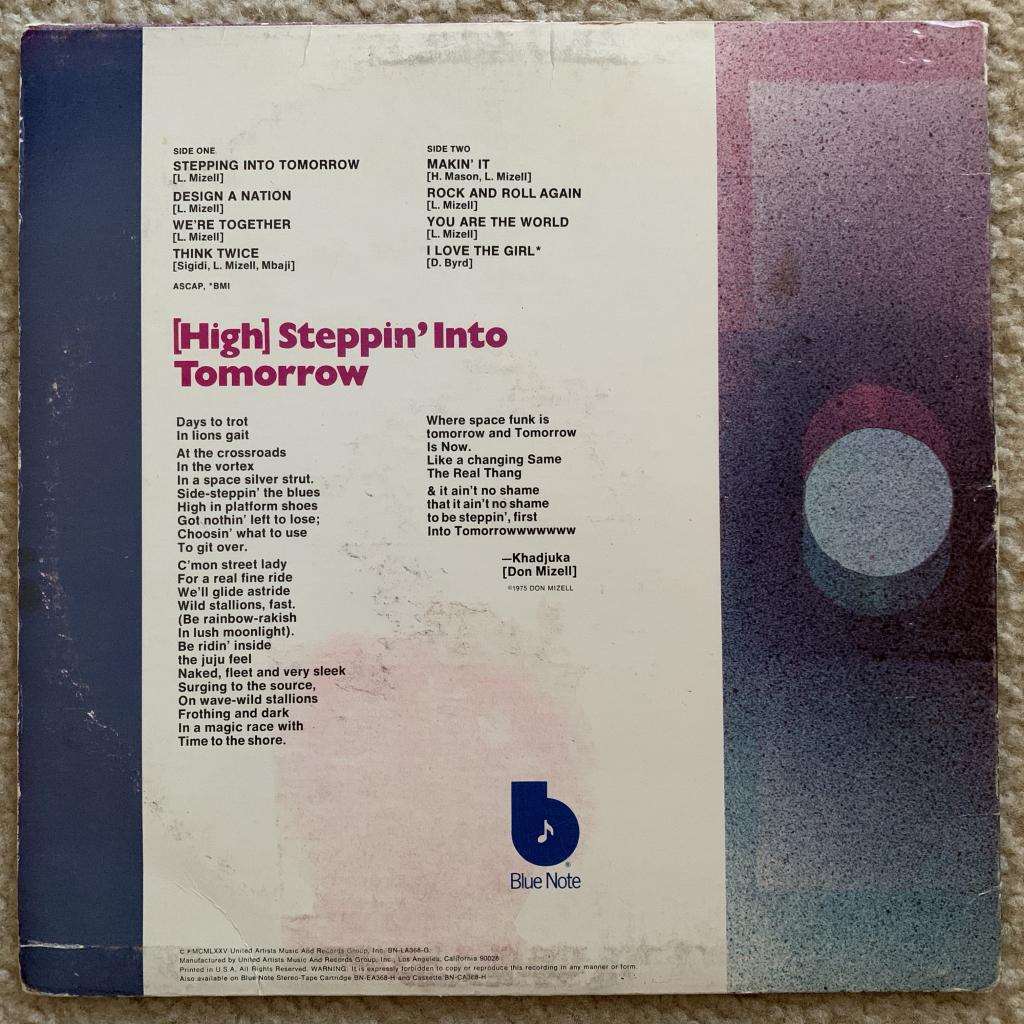 SIDE ONE
STEPPING INTO TOMORROW
[L. Mizell]
DESIGN A NATION
[L. Mizell]
WE'RE TOGETHER
[L. Mizell]
THINK TWICE
[Sigidi, L. Mizell, Mbaji]
ASCAP, *BMI
SIDE TWO
MAKIN' IT
[H. Mason, L. Mizell]
ROCK AND ROLL AGAIN
[L. Mizell]
YOU ARE THE WORLD
[L. Mizell]
I LOVE THE GIRL*
[D. Byrd]
[High] Steppin' Into
Tomorrow
Days to trot
In lions gait
At the crossroads
In the vortex
In a space silver strut.
Side-steppin' the blues
High in platform shoes
Got nothin' left to lose;
Choosin' what to use
To git over.
C'mon street lady
For a real fine ride
We'll glide astride
Wild stallions, fast.
(Be rainbow-rakish
In lush moonlight).
Be ridin' inside
the juju feel
Naked, fleet and very sleek
Surging to the source,
On wave-wild stallions
Frothing and dark
In a magic race with
Time to the shore.
Where space funk is
tomorrow and Tomorrow
Is Now.
Like a changing Same
The Real Thang
& it ain't no shame
that it ain't no shame
to be steppin', first
Into Tomorrowwwwwww
—Khadjuka
[Don Mizell]
©1975 DON MIZELL
b
Blue Note®
MCMLXXV United Artists Music And Records Group, Inc. BN-LA368-G.
Manufactured by United Artists Music And Records Group, Inc., Los Angeles, California 90028
Printed in U.S.A. All Rights Reserved. WARNING: It is expressly forbidden to copy or reproduce this recording in any manner or form.
Also available on Blue Note Stereo-Tape Cartridge BN-EA368-H and Cassette BN-CA368-H